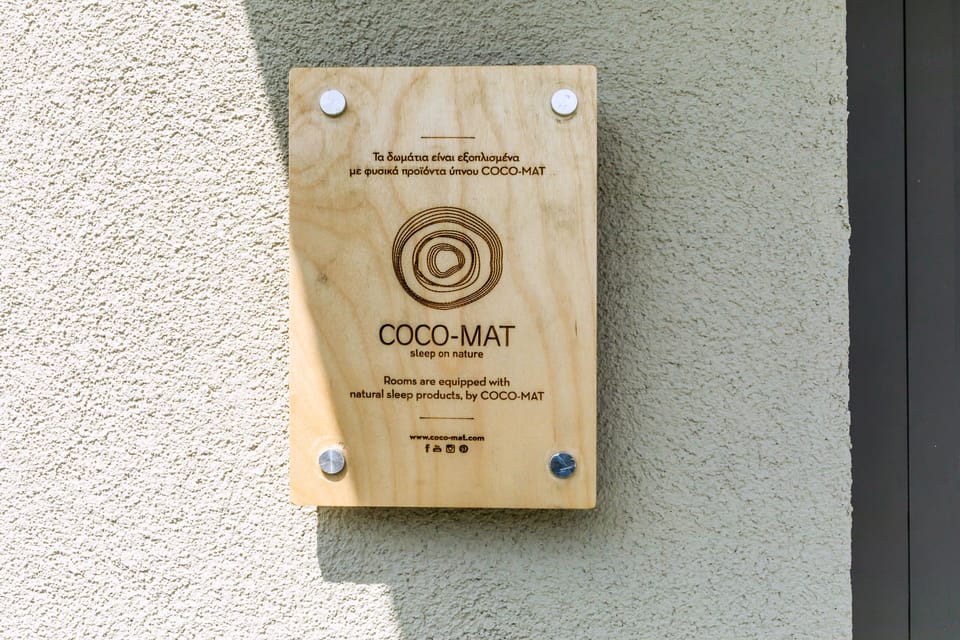 Τα δωμάτια είναι εξοπλισμένα
με φυσικά προϊόντα ύπνου COCO-MAT
COCO-MAT
sleep on nature
Rooms are equipped with
natural sleep products, by COCO-MAT
www.coco-mat.com